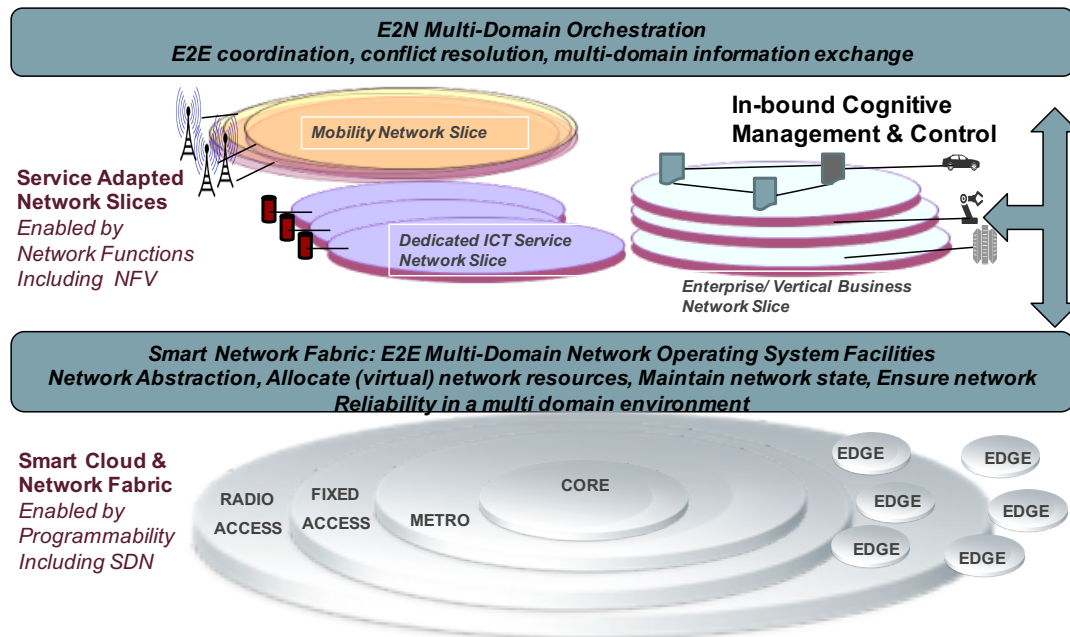 E2N Multi-Domain Orchestration
E2E coordination, conflict resolution, multi-domain information exchange
Mobility Network Slice
In-bound Cognitive
Management & Control
Service Adapted
Network Slices
Enabled by
Network Functions
Including NFV
Dedicated ICT Service
Network Slice
Enterprise/ Vertical Business
Network Slice
Smart Network Fabric: E2E Multi-Domain Network Operating System Facilities
Network Abstraction, Allocate (virtual) network resources, Maintain network state, Ensure network
Reliability in a multi domain environment
Smart Cloud &
Network Fabric
Enabled by
Programmability
Including SDN
RADIO
ACCESS
FIXED
ACCESS
METRO
CORE
EDGE
EDGE
EDGE
EDGE
EDGE
EDGE